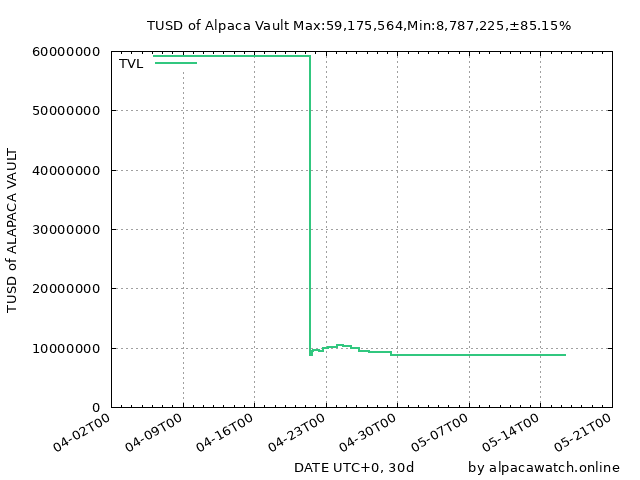 TUSD of Alpaca Vault Max:59,175,564,Min:8,787,225,±85.15%
TVL
60000000
50000000
40000000
30000000
20000000
10000000
0
TUSD of ALAPACA VAULT
04-02T00
04-09T00
04-16T00
04-23T00
04-30T00
05-07T00
05-14T00
05-21T00
DATE UTC+0, 30d
by alpacawatch.online